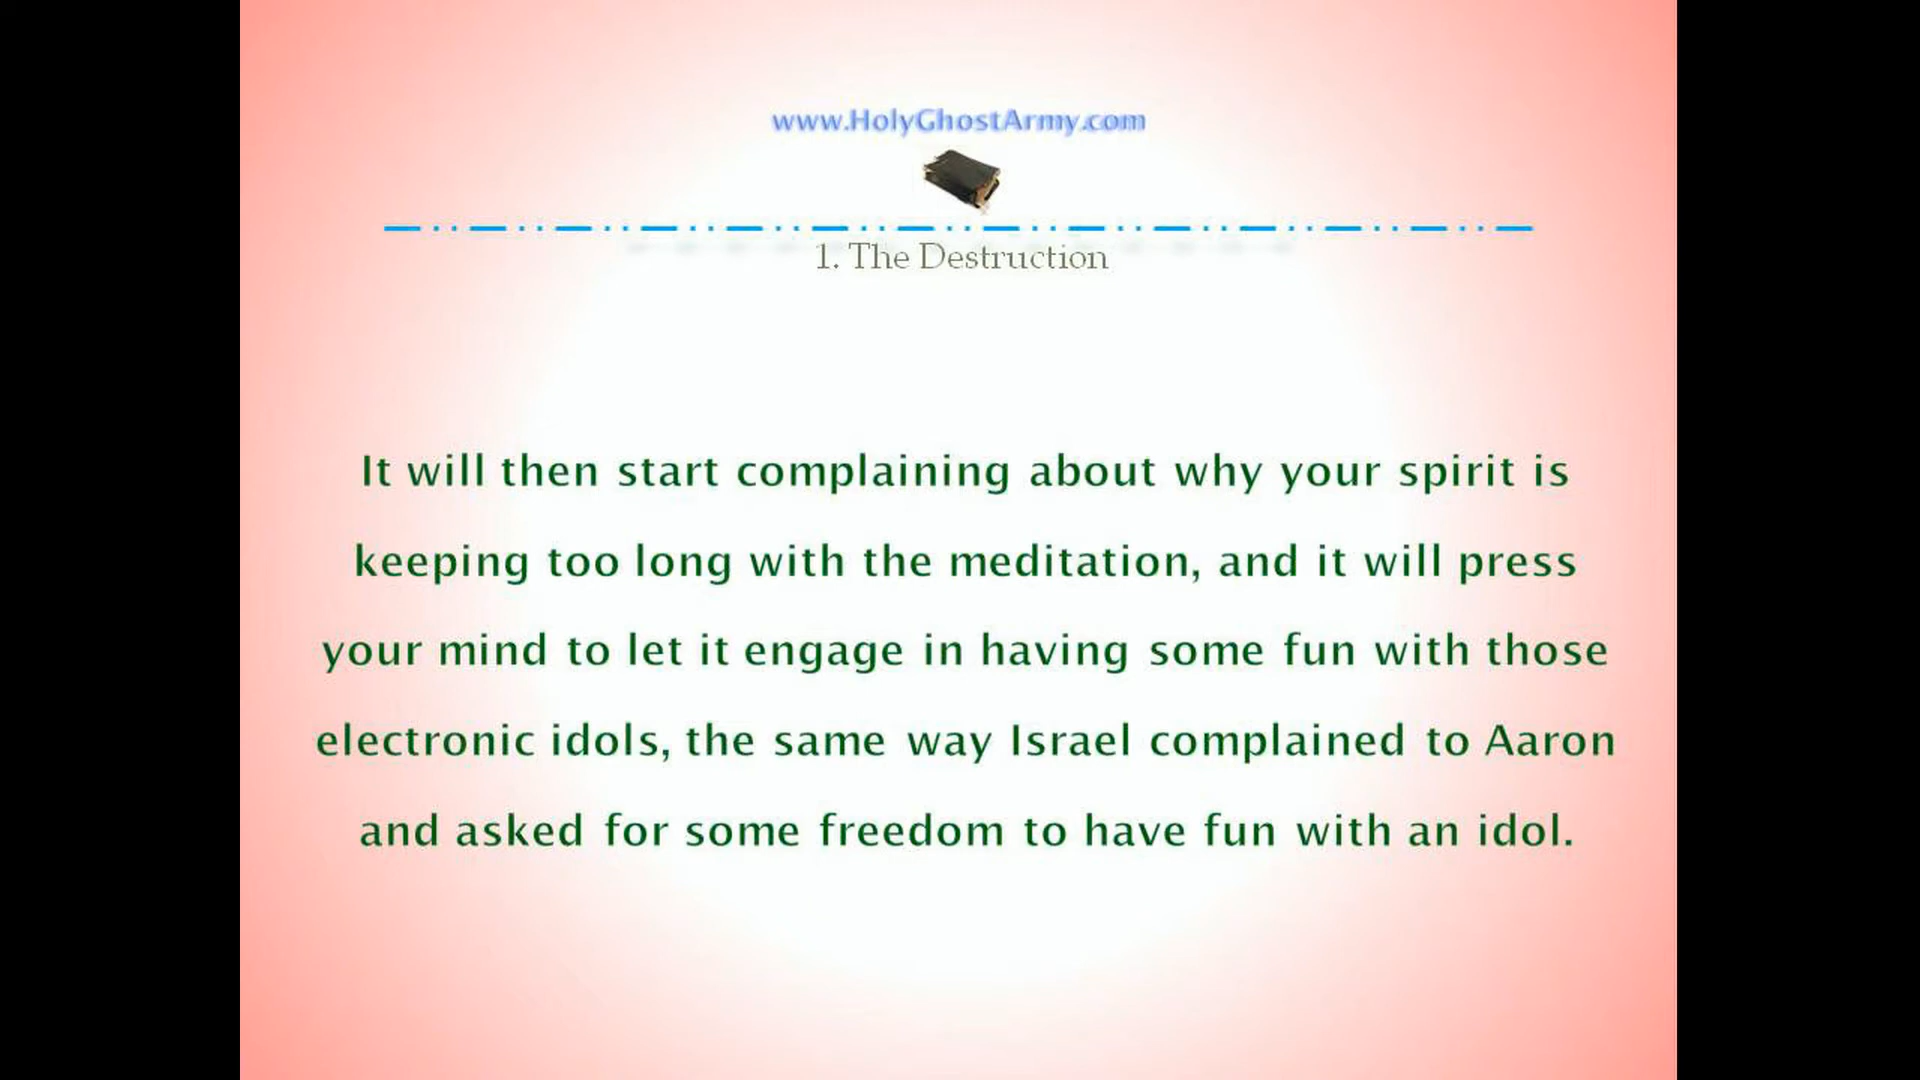 www.HolyGhostArmy.com
1. The Destruction
It will then start complaining about why your spirit is
keeping too long with the meditation, and it will press
your mind to let it engage in having some fun with those
electronic idols, the same way Israel complained to Aaron
and asked for some freedom to have fun with an idol.